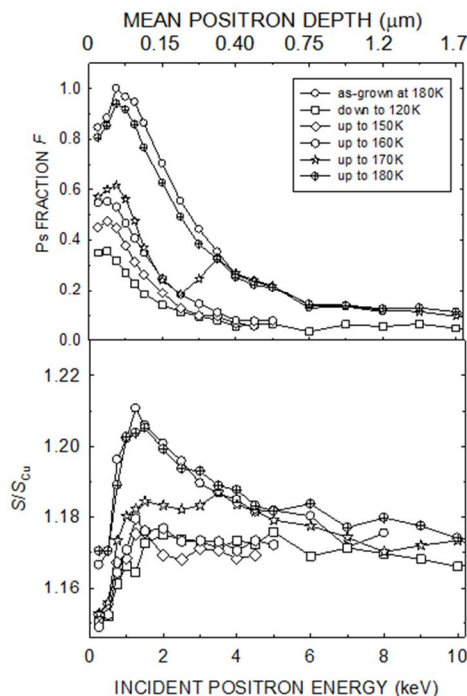 MEAN POSITRON DEPTH (μm)
0 0.15 0.40 0.75 1.2 1.7
1.0
0.8
0.6
0.4
0.2
0.0
Ps FRACTION F
as-grown at 180K
down to 120K
up to 150K
up to 160K
up to 170K
up to 180K
1.22
1.20
1.18
1.16
S/SCu
0 2 4 6 8 10
INCIDENT POSITRON ENERGY (keV)